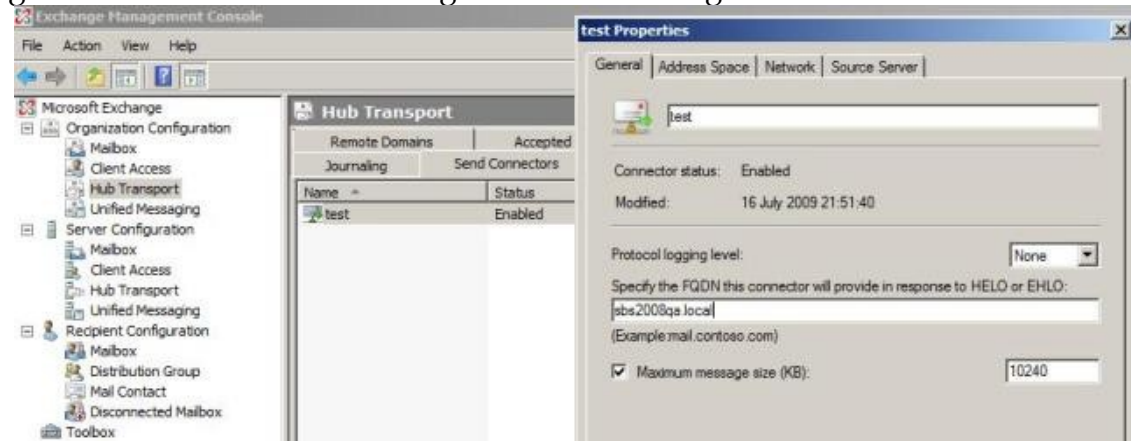 Exchange Management Console
File Action View Help
Microsoft Exchange
Organization Configuration
Mailbox
Client Access
Hub Transport
Unified Messaging
Server Configuration
Mailbox
Client Access
Hub Transport
Unified Messaging
Recipient Configuration
Mailbox
Distribution Group
Mail Contact
Disconnected Mailbox
Toolbox
Hub Transport
Remote Domains Accepted
Journaling Send Connectors
Name Status
test Enabled
test Properties
General Address Space Network Source Server
test
Connector status: Enabled
Modified: 16 July 2009 21:51:40
Protocol logging level: None
Specify the FQDN this connector will provide in response to HELO or EHLO:
sbs2008qa.local
(Example:mail.contoso.com)
Maximum message size (KB): 10240